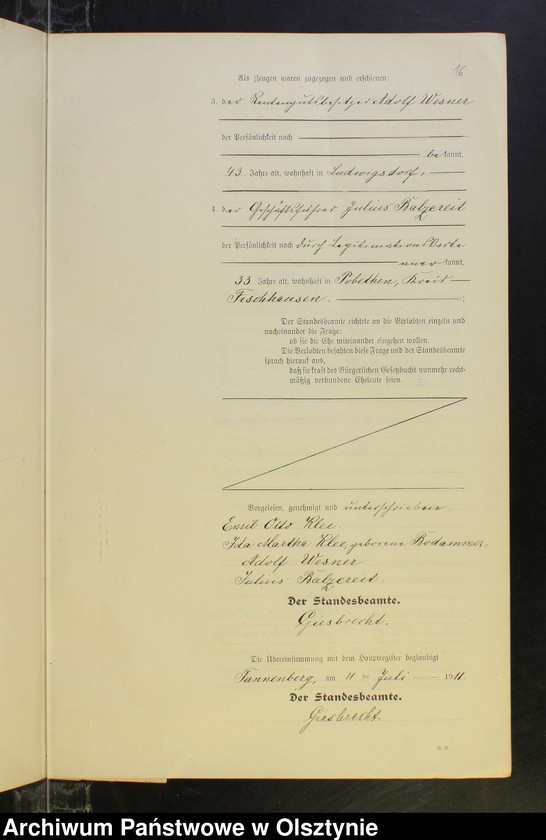 16
Als Zeugen waren zugezogen und erschienen:
3. der Rentengutsbesitzer Adolf Wesner
der Persönlichkeit nach
be kannt,
43 Jahre alt, wohnhaft in Ludwigsdorf,
4. der Geschäftsführer Julius Balzereit
der Persönlichkeit nach durch Legitimationskarte
aner kannt,
33 Jahre alt, wohnhaft in Pobethen, Kreis
Fischhausen. ;
Der Standesbeamte richtete an die Verlobten einzeln und
nacheinander die Frage:
ob sie die Ehe miteinander eingehen wollen.
Die Verlobten bejahten diese Frage und der Standesbeamte
sprach hierauf aus,
daß sie kraft des Bürgerlichen Gesetzbuchs nunmehr recht-
mäßig verbundene Eheleute seien.
Vorgelesen, genehmigt und unterschrieben.
Emil Otto Klee.
Ida Martha Klee, geborene Bodammer.
Adolf Wesner
Julius Balzereit.
Der Standesbeamte.
Giesbrecht.
Die Übereinstimmung mit dem Hauptregister beglaubigt
Tannenberg, am 11 ten Juli 1911.
Der Standesbeamte.
Giesbrecht.
Archiwum Państwowe w Olsztynie